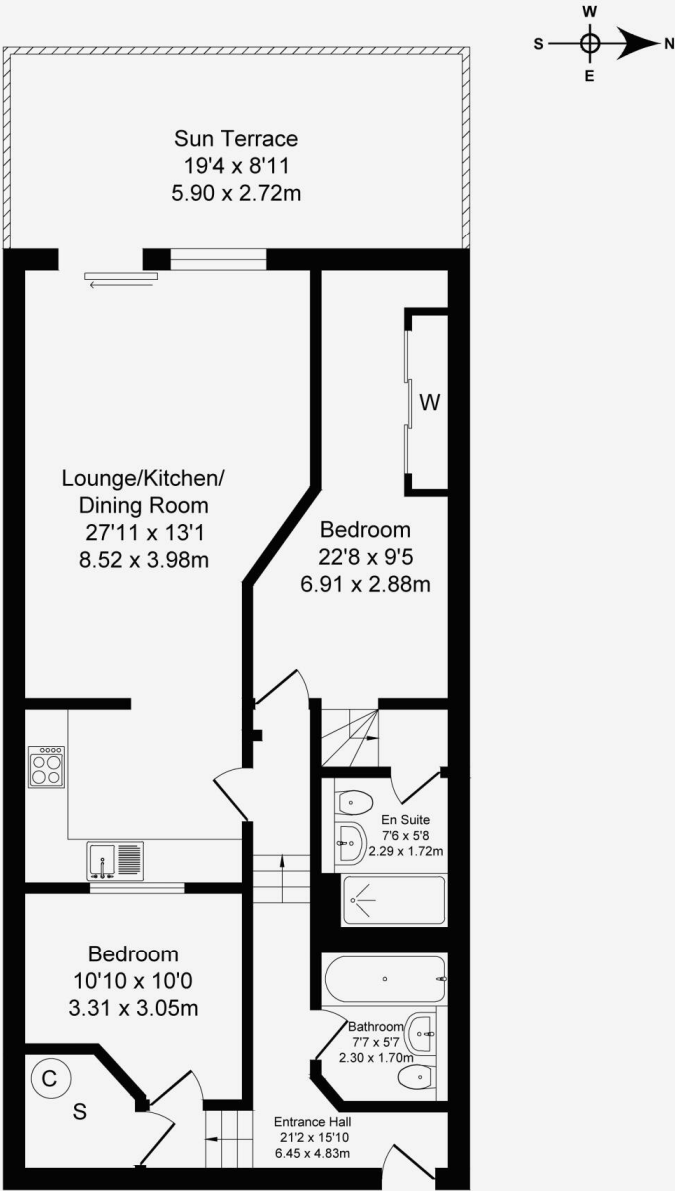 W
S
N
E
Sun Terrace
19'4 x 8'11
5.90 x 2.72m
W
Lounge/Kitchen/
Dining Room
27'11 x 13'1
8.52 x 3.98m
Bedroom
22'8 x 9'5
6.91 x 2.88m
En Suite
7'6 x 5'8
2.29 x 1.72m
Bedroom
10'10 x 10'0
3.31 x 3.05m
Bathroom
7'7 x 5'7
2.30 x 1.70m
C
S
Entrance Hall
21'2 x 15'10
6.45 x 4.83m